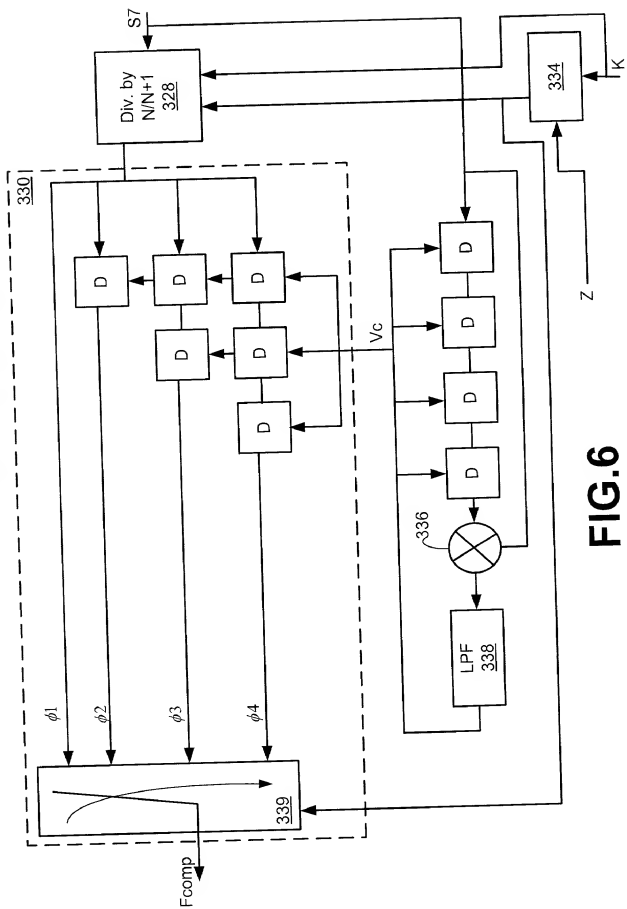 S7
Div. by
N/N+1
328
334
K
Z
330
D
D
D
D
D
D
Vc
D
D
D
D
336
LPF
338
ϕ1
ϕ2
ϕ3
ϕ4
339
Fcomp
FIG.6